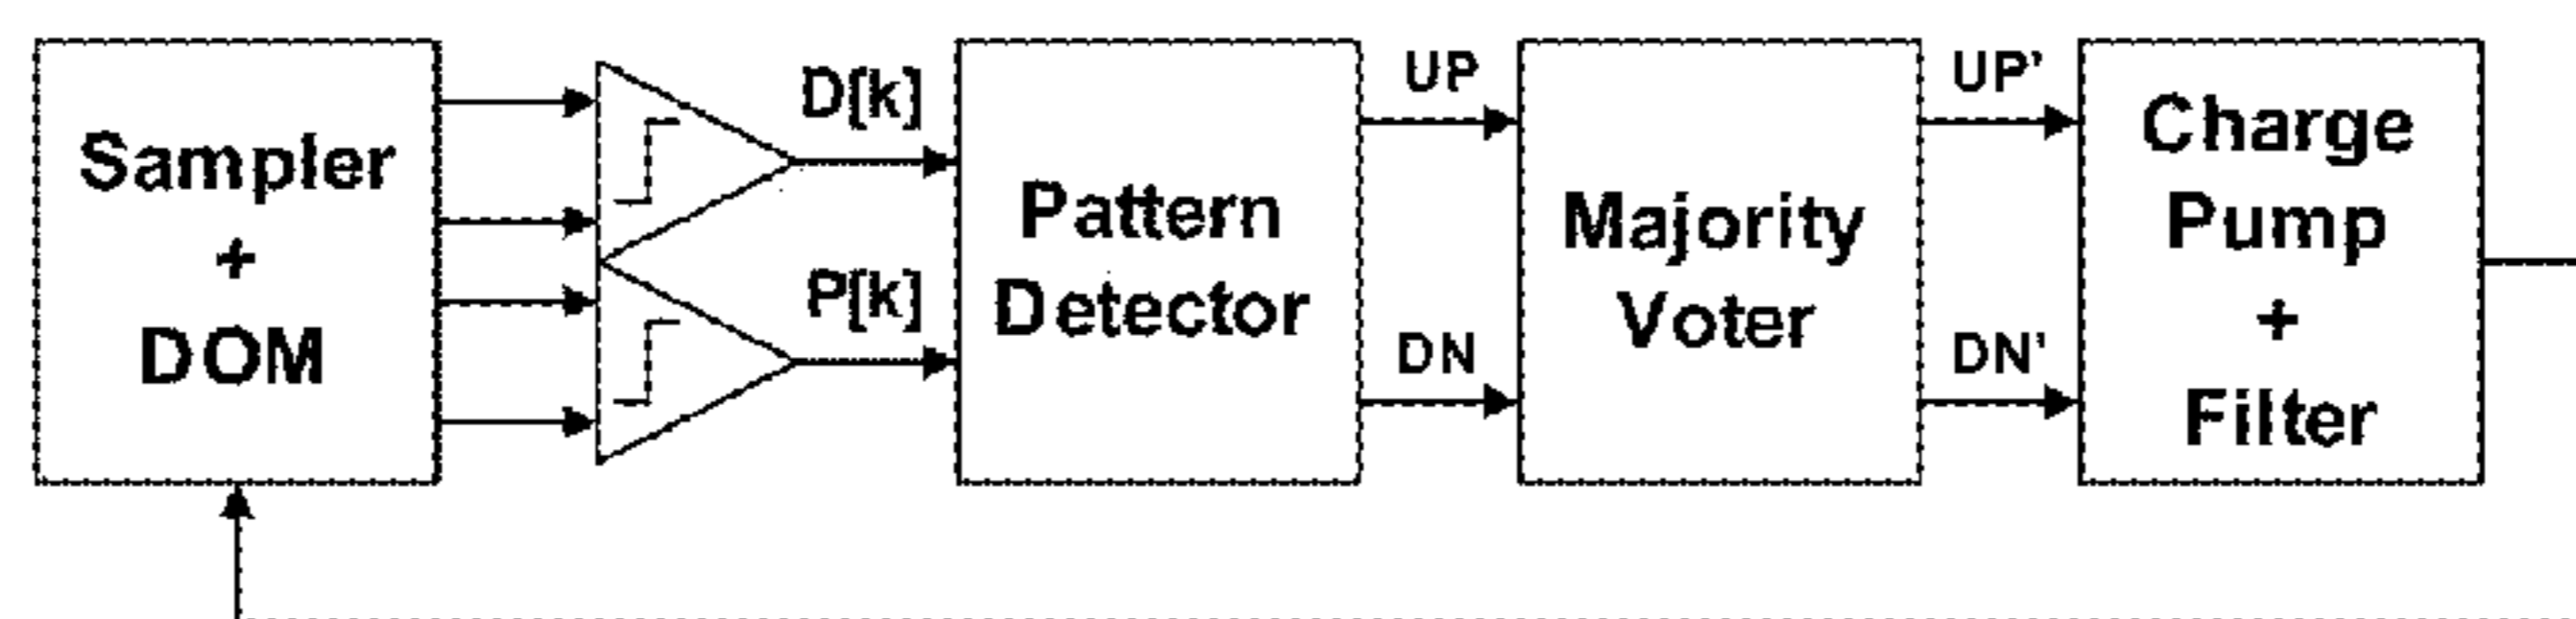 Sampler
+
DOM
D[k]
P[k]
Pattern
Detector
UP
DN
Majority
Voter
UP'
DN'
Charge
Pump
+
Filter